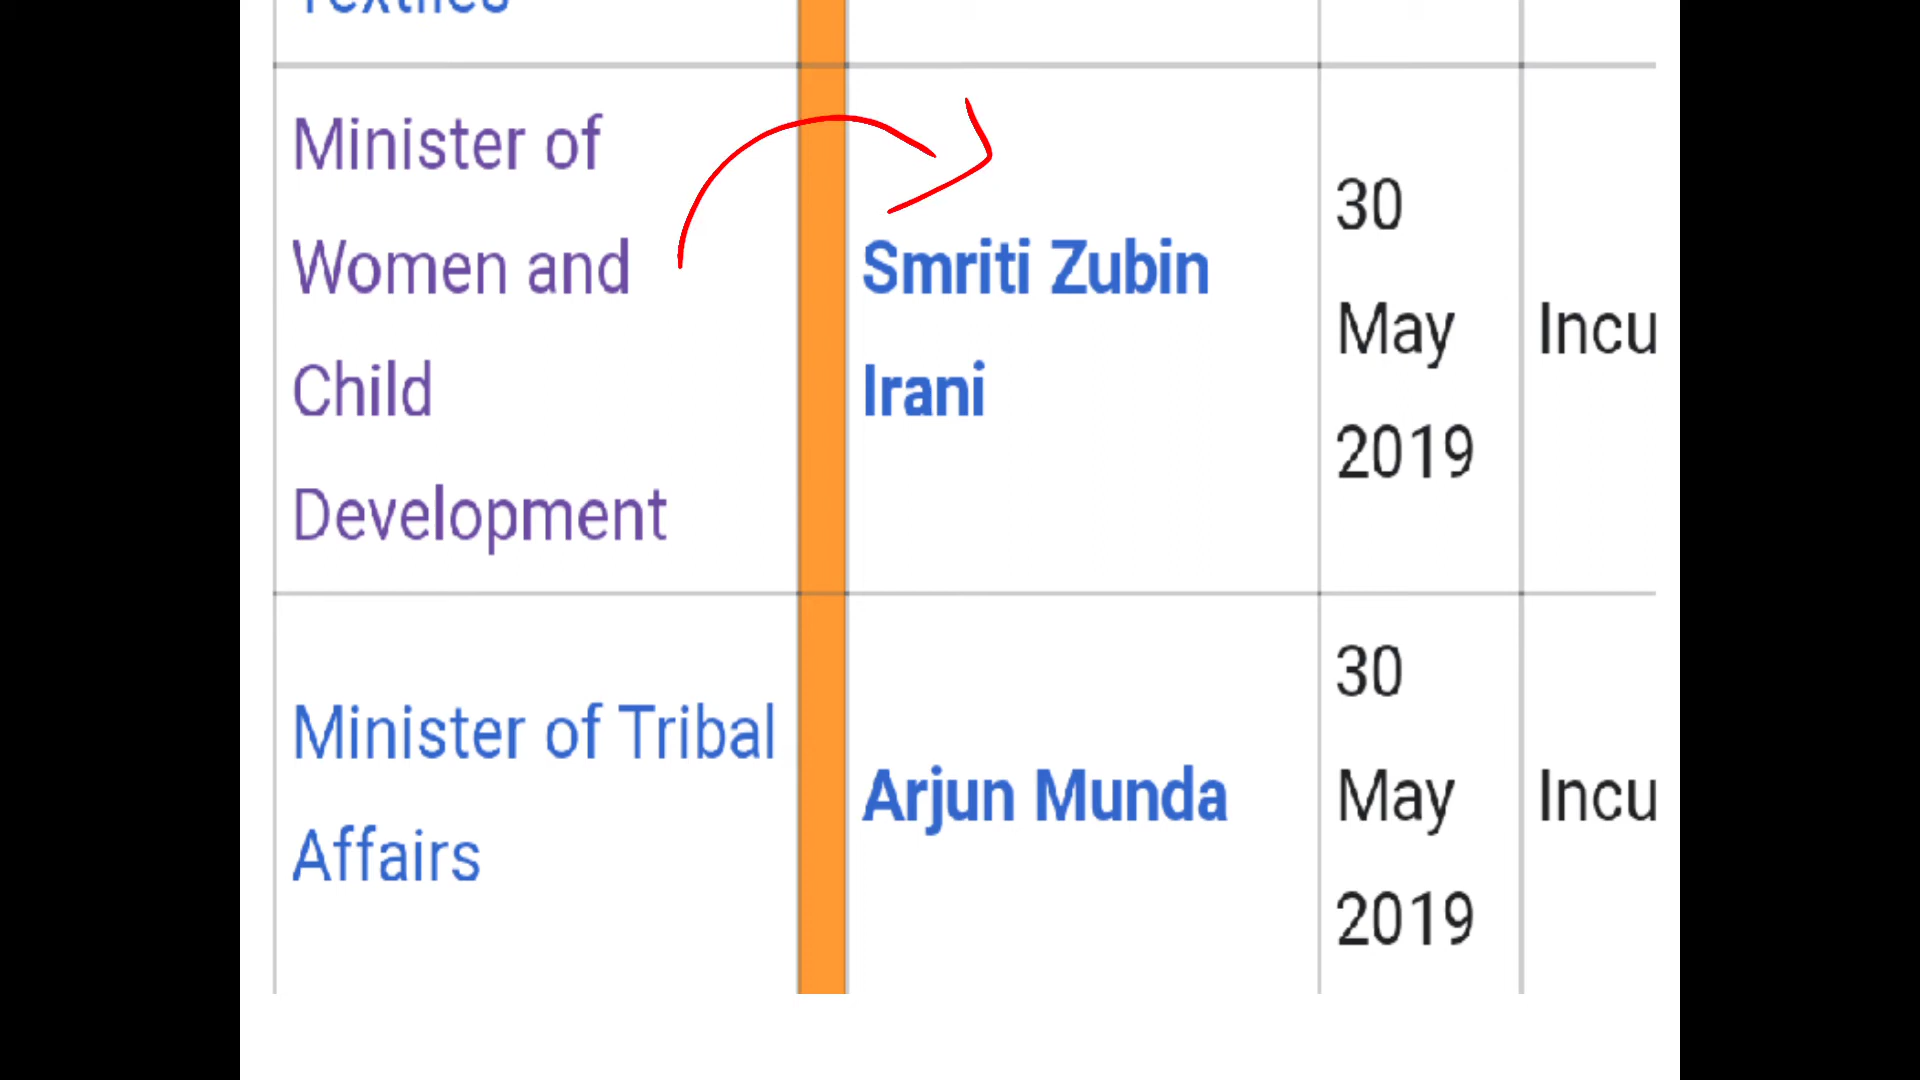 Textiles
Minister of
Women and
Child
Development
Smriti Zubin
Irani
30
May
2019
Incu
Minister of Tribal
Affairs
Arjun Munda
30
May
2019
Incu